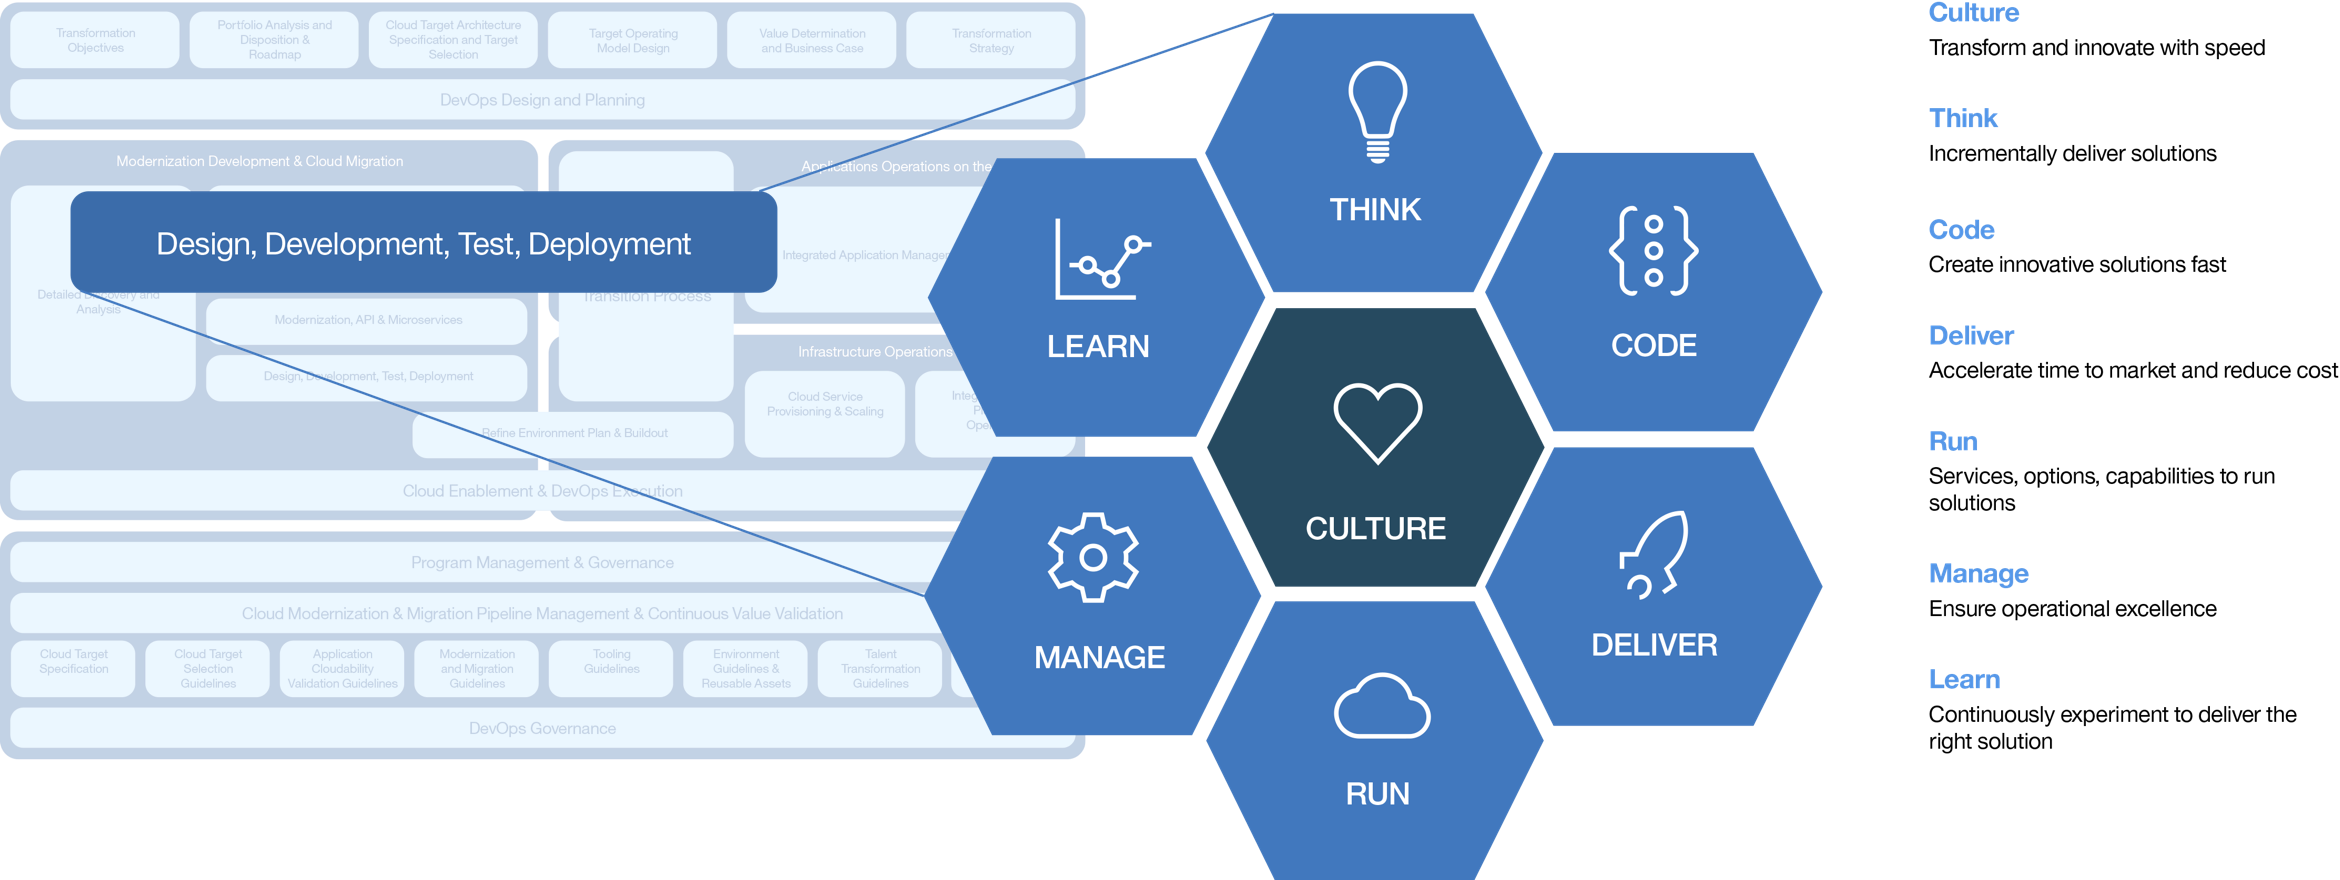 Transformation
Objectives
Portfolio Analysis and
Disposition &
Roadmap
Cloud Target Architecture
Specification and Target
Selection
Target Operating
Model Design
Value Determination
and Business Case
Transformation
Strategy
DevOps Design and Planning
Modernization Development & Cloud Migration
Applications Operations on the
Design, Development, Test, Deployment
Detailed Discovery and
Analysis
Transition Process
Integrated Application
Modernization, API & Microservices
Design, Development, Test, Deployment
Infrastructure Operations
Cloud Service
Provisioning & Scaling
Refine Environment Plan & Buildout
Cloud Enablement & DevOps Execution
Program Management & Governance
Cloud Modernization & Migration Pipeline Management & Continuous Value Validation
Cloud Target
Specification
Cloud Target
Selection
Guidelines
Application
Cloudability
Validation Guidelines
Modernization
and Migration
Guidelines
Tooling
Guidelines
Environment
Guidelines &
Reusable Assets
Talent
Transformation
Guidelines
DevOps Governance
THINK
LEARN
CODE
CULTURE
MANAGE
DELIVER
RUN
Culture
Transform and innovate with speed
Think
Incrementally deliver solutions
Code
Create innovative solutions fast
Deliver
Accelerate time to market and reduce cost
Run
Services, options, capabilities to run
solutions
Manage
Ensure operational excellence
Learn
Continuously experiment to deliver the
right solution